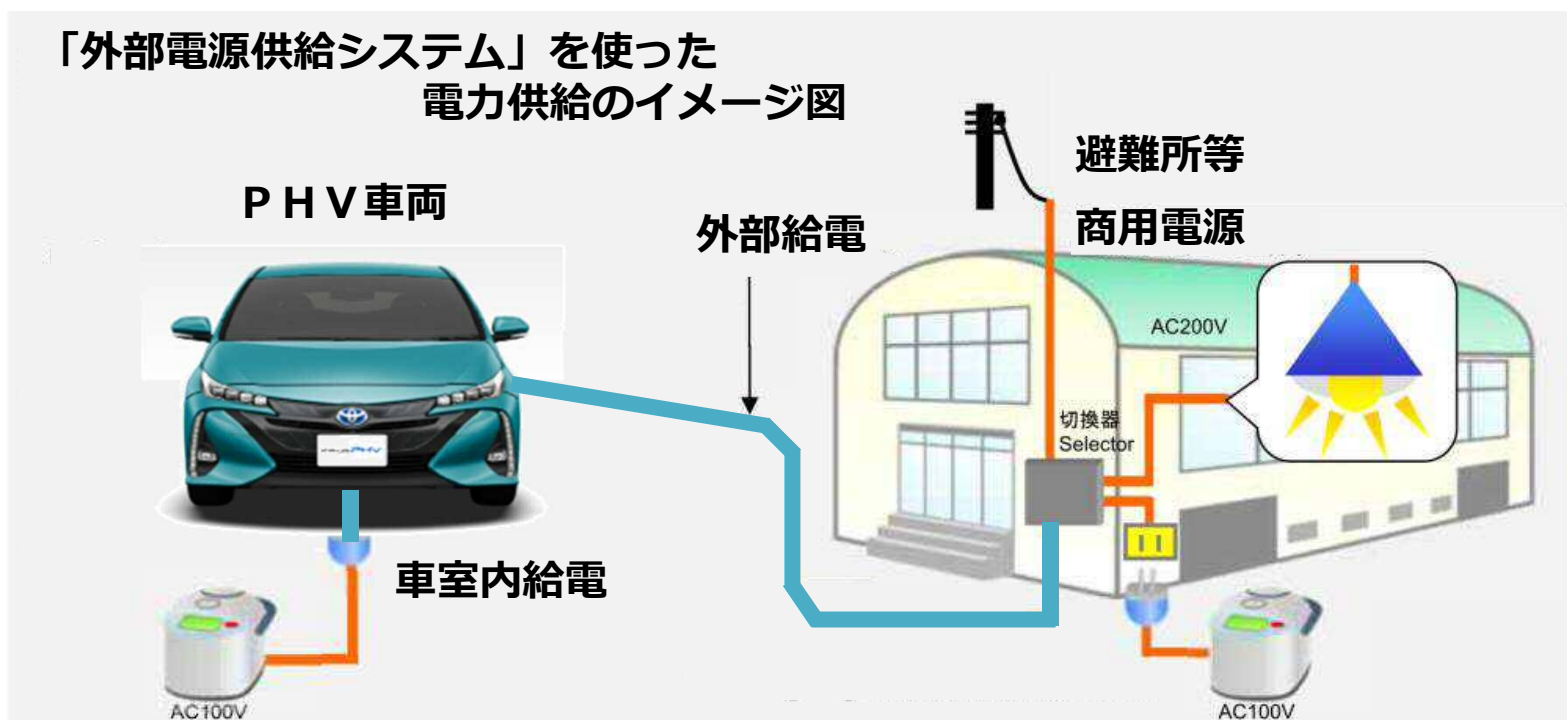 「外部電源供給システム」を使った
電力供給のイメージ図
ＰＨＶ車両
外部給電
避難所等
商用電源
AC200V
切換器
Selector
車室内給電
AC100V
AC100V